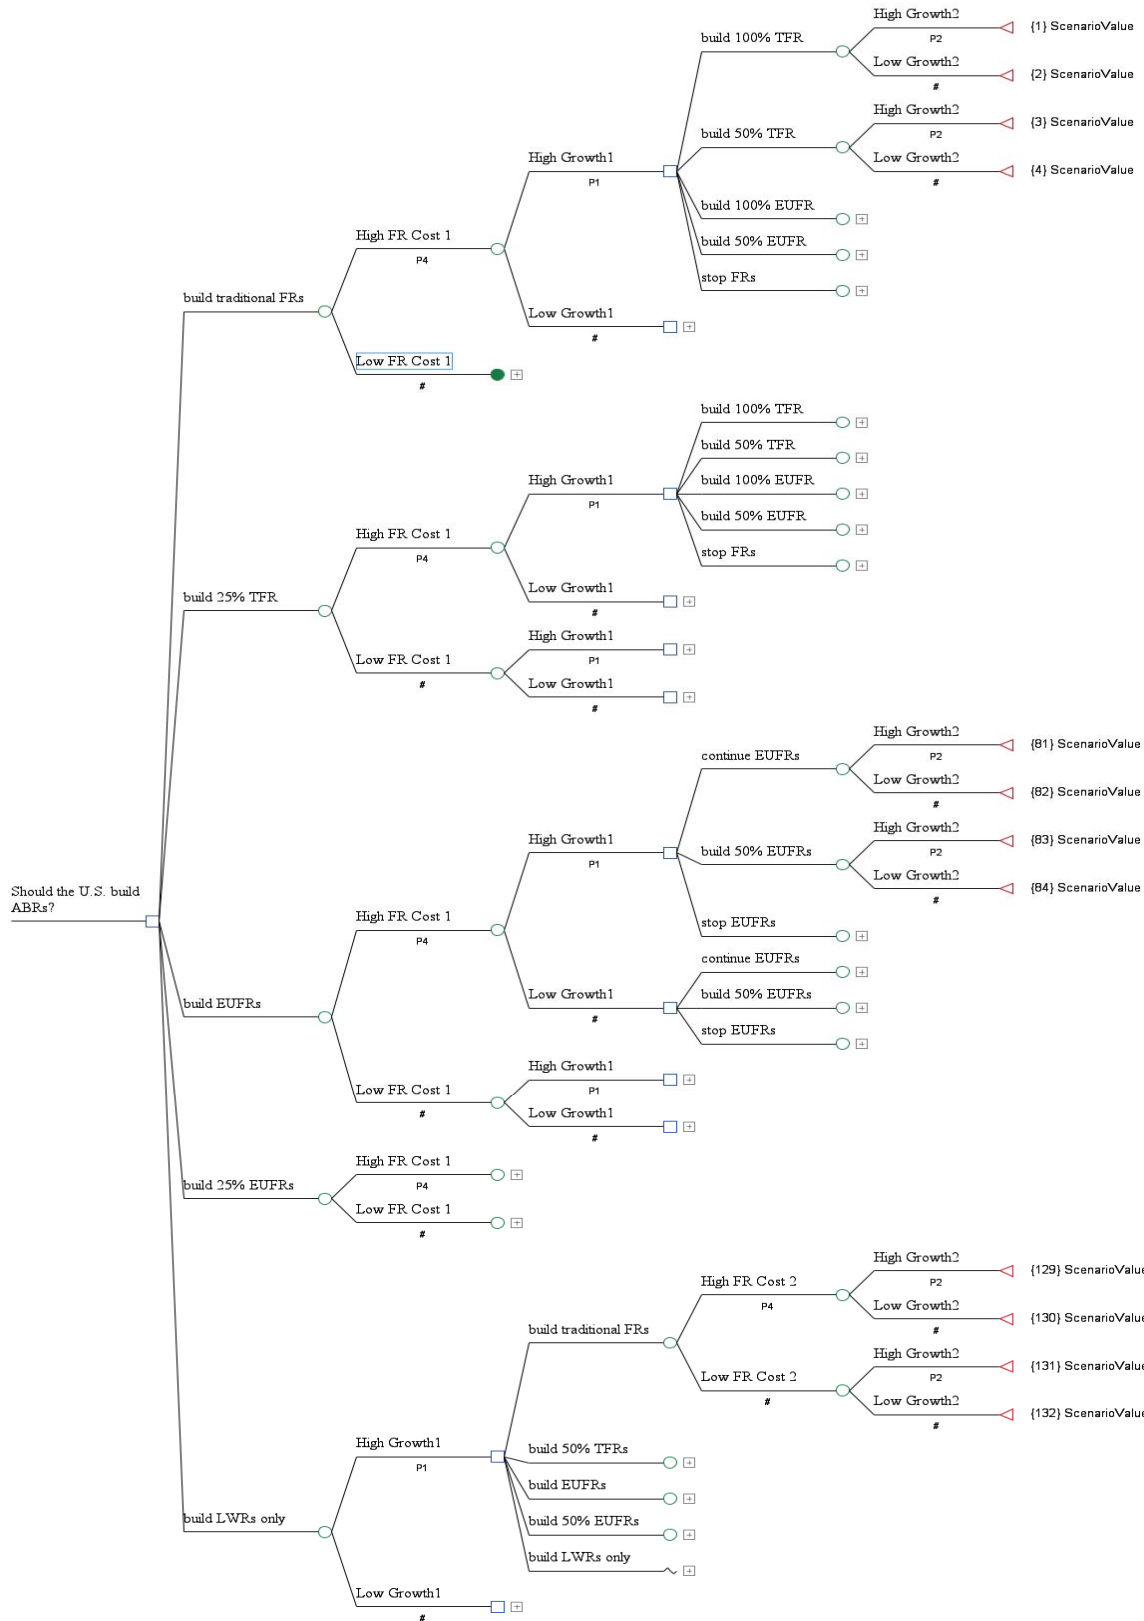 High Growth2
{1} ScenarioValue
build 100% TFR
P2
Low Growth2
{2} ScenarioValue
#
High Growth2
{3} ScenarioValue
build 50% TFR
P2
High Growth1
Low Growth2
{4} ScenarioValue
P1
#
build 100% EUFR
High FR Cost 1
build 50% EUFR
P4
stop FRs
build traditional FRs
Low Growth1
#
Low FR Cost 1
#
build 100% TFR
build 50% TFR
High Growth1
build 100% EUFR
P1
build 50% EUFR
High FR Cost 1
stop FRs
P4
Low Growth1
build 25% TFR
#
High Growth1
Low FR Cost 1
P1
#
Low Growth1
#
High Growth2
{81} ScenarioValue
continue EUFRs
P2
Low Growth2
{82} ScenarioValue
#
High Growth2
{83} ScenarioValue
High Growth1
build 50% EUFRs
P2
P1
Low Growth2
{84} ScenarioValue
Should the U.S. build
ABRs?
#
High FR Cost 1
stop EUFRs
P4
continue EUFRs
build EUFRs
Low Growth1
build 50% EUFRs
#
stop EUFRs
High Growth1
Low FR Cost 1
P1
#
Low Growth1
#
High FR Cost 1
build 25% EUFRs
P4
Low FR Cost 1
#
High Growth2
{129} ScenarioValue
High FR Cost 2
P2
P4
Low Growth2
{130} ScenarioValue
build traditional FRs
#
High Growth2
{131} ScenarioValue
Low FR Cost 2
P2
#
Low Growth2
{132} ScenarioValue
#
High Growth1
build 50% TFRs
P1
build EUFRs
build LWRs only
build 50% EUFRs
build LWRs only
Low Growth1
#